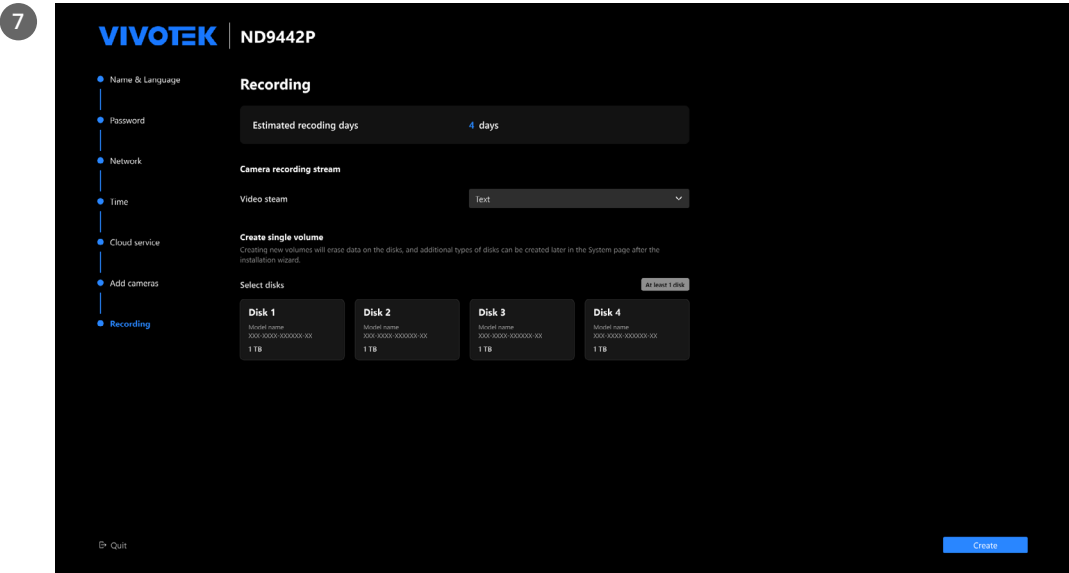 7
VIVOTEK ND9442P
Name & Language
Password
Network
Time
Cloud service
Add cameras
Recording
Recording
Estimated recoding days 4 days
Camera recording stream
Video steam Text
Create single volume
Creating new volumes will erase data on the disks, and additional types of disks can be created later in the System page after the
installation wizard.
Select disks At least 1 disk
Disk 1
Model name
XXX-XXXX-XXXXXX-XX
1 TB
Disk 2
Model name
XXX-XXXX-XXXXXX-XX
1 TB
Disk 3
Model name
XXX-XXXX-XXXXXX-XX
1 TB
Disk 4
Model name
XXX-XXXX-XXXXXX-XX
1 TB
Quit
Create